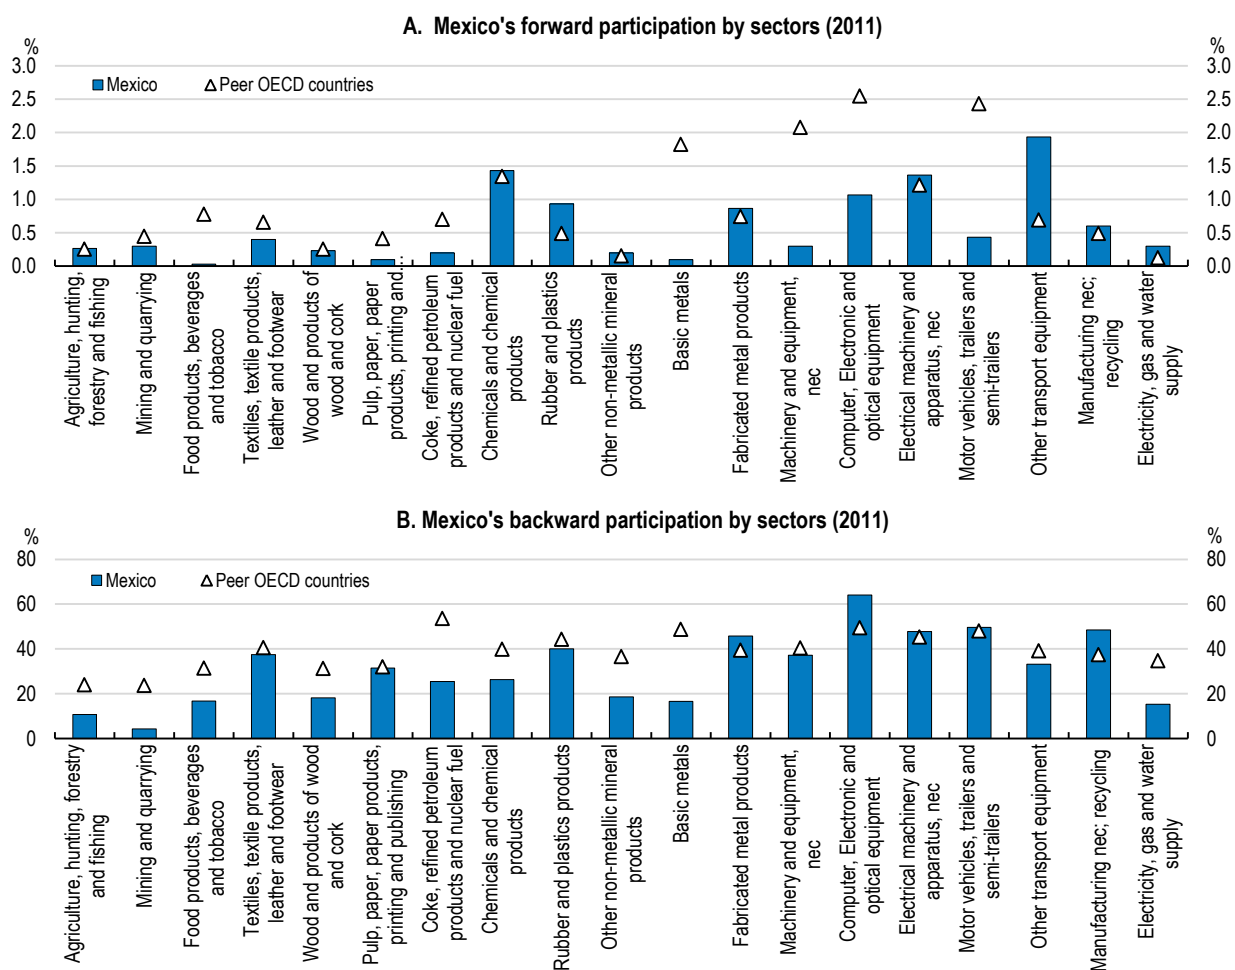 A. Mexico's forward participation by sectors (2011)
% %
3.0 3.0
2.5 2.5
2.0 2.0
1.5 1.5
1.0 1.0
0.5 0.5
0.0 0.0
Mexico
Peer OECD countries
Agriculture, hunting,
forestry and fishing
Mining and quarrying
Food products, beverages
and tobacco
Textiles, textile products,
leather and footwear
Wood and products of
wood and cork
Pulp, paper, paper
products, printing and…
Coke, refined petroleum
products and nuclear fuel
Chemicals and chemical
products
Rubber and plastics
products
Other non-metallic mineral
products
Basic metals
Fabricated metal products
Machinery and equipment,
nec
Computer, Electronic and
optical equipment
Electrical machinery and
apparatus, nec
Motor vehicles, trailers and
semi-trailers
Other transport equipment
Manufacturing nec;
recycling
Electricity, gas and water
supply
B. Mexico's backward participation by sectors (2011)
% %
80 80
60 60
40 40
20 20
0 0
Mexico
Peer OECD countries
Agriculture, hunting, forestry
and fishing
Mining and quarrying
Food products, beverages
and tobacco
Textiles, textile products,
leather and footwear
Wood and products of wood
and cork
Pulp, paper, paper products,
printing and publishing
Coke, refined petroleum
products and nuclear fuel
Chemicals and chemical
products
Rubber and plastics products
Other non-metallic mineral
products
Basic metals
Fabricated metal products
Machinery and equipment,
nec
Computer, Electronic and
optical equipment
Electrical machinery and
apparatus, nec
Motor vehicles, trailers and
semi-trailers
Other transport equipment
Manufacturing nec; recycling
Electricity, gas and water
supply